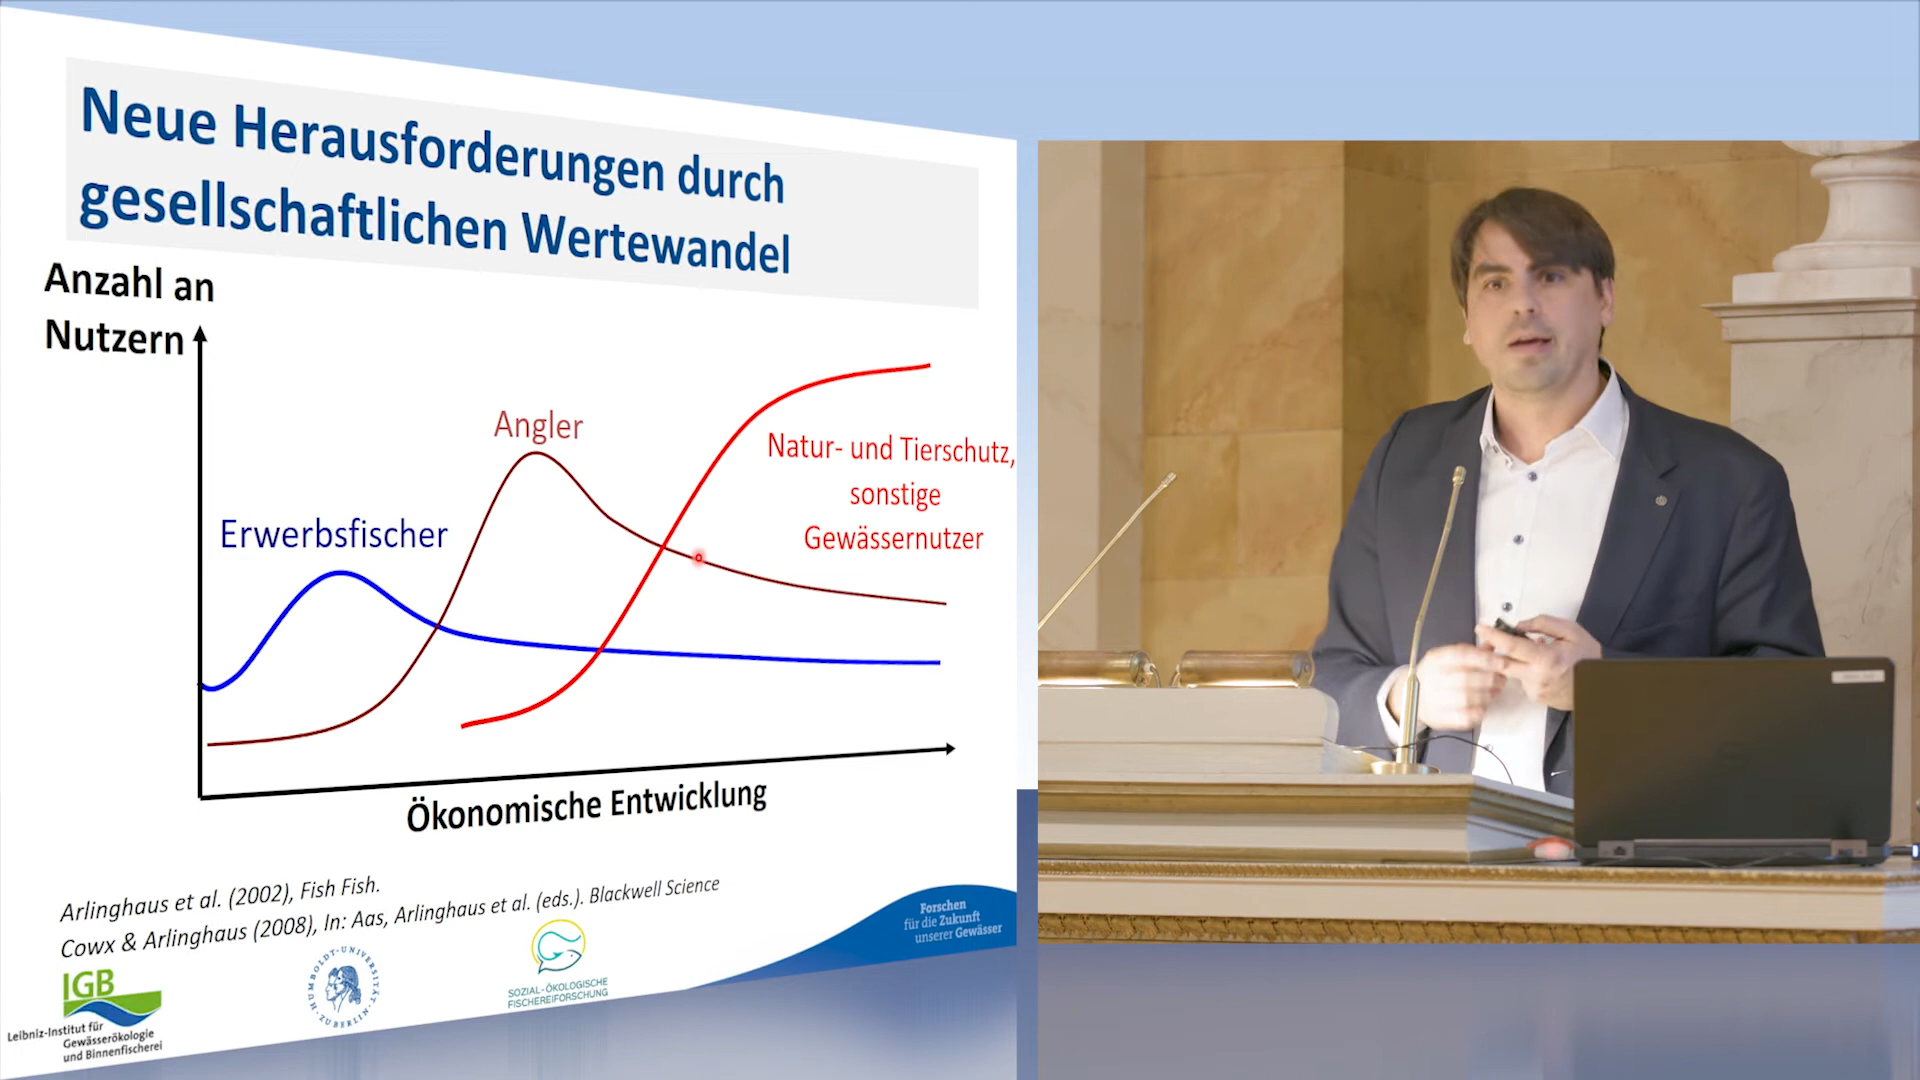 Neue Herausforderungen durch
gesellschaftlichen Wertewandel
Anzahl an
Nutzern
Angler
Erwerbsfischer
Natur- und Tierschutz,
sonstige
Gewässernutzer
Ökonomische Entwicklung
Arlinghaus et al. (2002), Fish Fish.
Cowx & Arlinghaus (2008), In: Aas, Arlinghaus et al. (eds.). Blackwell Science
Forschen
für die Zukunft
unserer Gewässer
IGB
Leibniz-Institut für
Gewässerökologie
und Binnenfischerei
HUMBOLDT-UNIVERSITÄT
ZU BERLIN
SOZIAL-ÖKOLOGISCHE
FISCHEREIFORSCHUNG